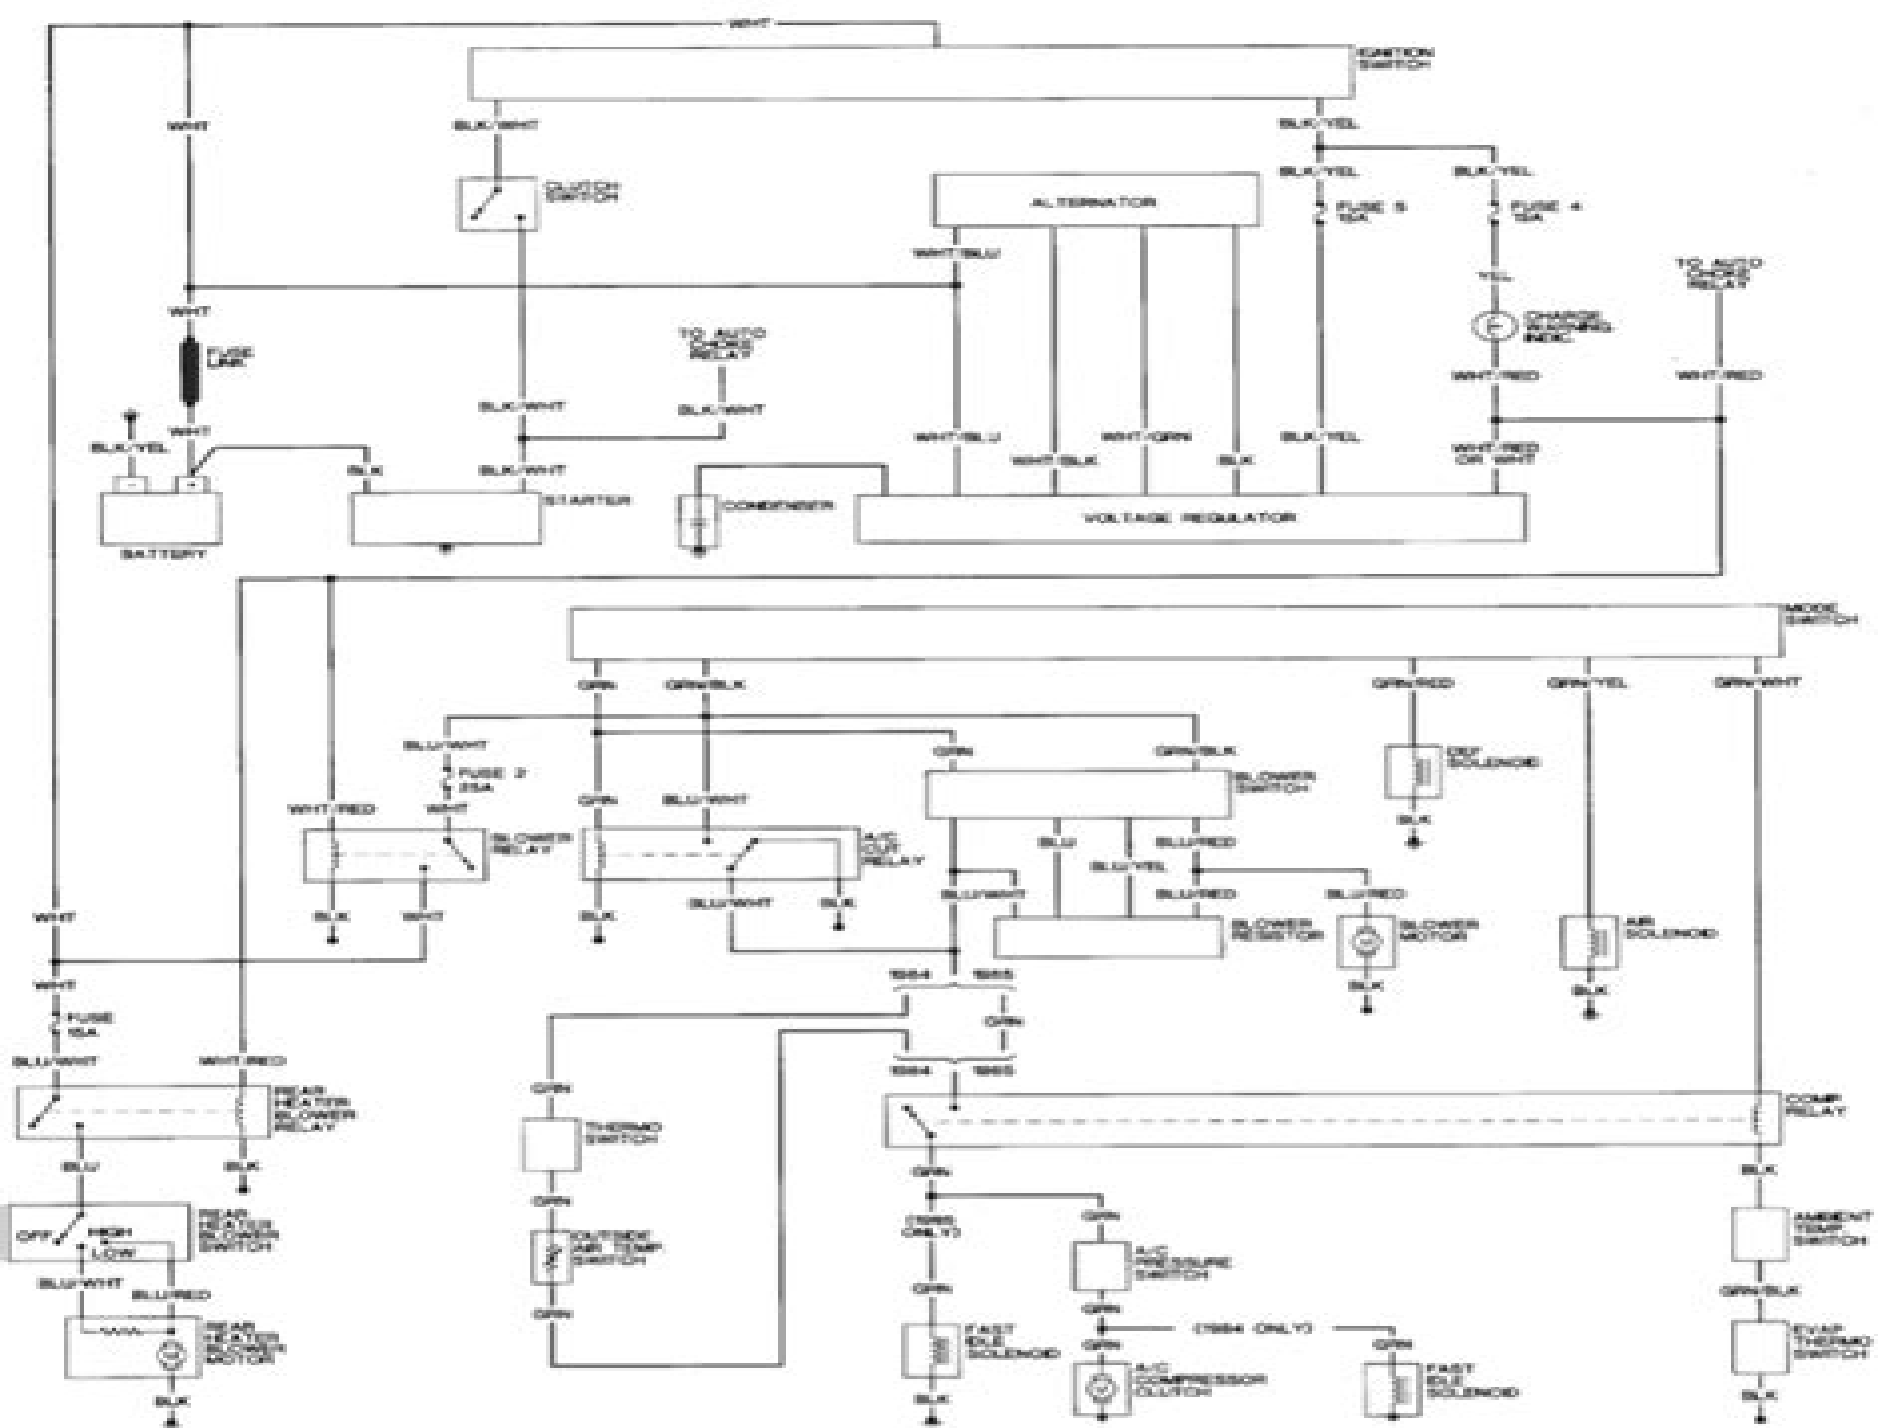 WHT
IGNITION
SWITCH
WHT
BLK/WHT
BLK/YEL
CLUTCH
SWITCH
ALTERNATOR
BLK/YEL
BLK/YEL
FUSE 5
15A
FUSE 4
15A
WHT/BLU
YEL
TO AUTO
CHOKE
RELAY
WHT
FUSE
LINK
TO AUTO
CHOKE
RELAY
CHARGE
WARNING
INDIC.
WHT/RED
WHT/RED
BLK/WHT
BLK/WHT
WHT
BLK/YEL
BLK
BLK/WHT
WHT/BLU
WHT/BLK
WHT/GRN
BLK
BLK/YEL
WHT/RED
OR WHT
STARTER
CONDENSER
VOLTAGE REGULATOR
BATTERY
MODE
SWITCH
GRN
GRN/BLK
GRN/RED
GRN/YEL
GRN/WHT
BLU/WHT
GRN
GRN/BLK
FUSE 2
25A
BLOWER
SWITCH
DEF
SOLENOID
WHT/RED
WHT
GRN
BLU/WHT
BLK
BLOWER
RELAY
A/C
CUT
RELAY
BLU
BLU/YEL
BLU/RED
BLU/WHT
BLU/RED
BLU/RED
WHT
BLK
WHT
BLK
BLU/WHT
BLK
BLOWER
RESISTOR
BLOWER
MOTOR
AIR
SOLENOID
WHT
1984
1985
BLK
BLK
FUSE
15A
GRN
BLU/WHT
WHT/RED
1984
1985
REAR
HEATER
BLOWER
RELAY
GRN
THERMO
SWITCH
COMP
RELAY
BLU
BLK
GRN
BLK
GRN
OFF
HIGH
LOW
REAR
HEATER
BLOWER
SWITCH
OUTSIDE
AIR TEMP
SWITCH
(1985
ONLY)
GRN
A/C
PRESSURE
SWITCH
AMBIENT
TEMP
SWITCH
BLU/WHT
BLU/RED
GRN
GRN
GRN
GRN/BLK
REAR
HEATER
BLOWER
MOTOR
FAST
IDLE
SOLENOID
(1984 ONLY)
GRN
GRN
EVAP
THERMO
SWITCH
BLK
BLK
A/C
COMPRESSOR
CLUTCH
FAST
IDLE
SOLENOID
BLK